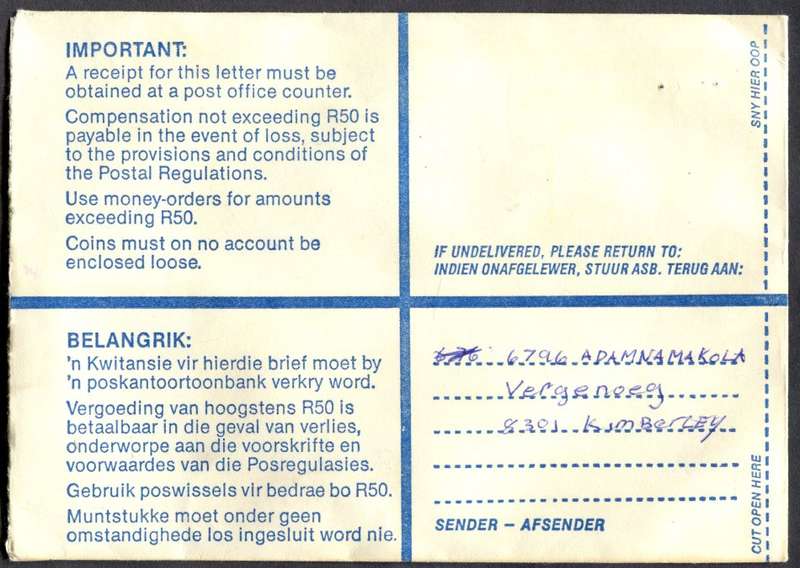 IMPORTANT:
A receipt for this letter must be
obtained at a post office counter.
Compensation not exceeding R50 is
payable in the event of loss, subject
to the provisions and conditions of
the Postal Regulations.
Use money-orders for amounts
exceeding R50.
Coins must on no account be
enclosed loose.
SNY HIER OOP
IF UNDELIVERED, PLEASE RETURN TO:
INDIEN ONAFGELEWER, STUUR ASB. TERUG AAN:
BELANGRIK:
'n Kwitansie vir hierdie brief moet by
'n poskantoortoonbank verkry word.
Vergoeding van hoogstens R50 is
betaalbaar in die geval van verlies,
onderworpe aan die voorskrifte en
voorwaardes van die Posregulasies.
Gebruik poswissels vir bedrae bo R50.
Muntstukke moet onder geen
omstandighede los ingesluit word nie.
6796 ADAMNAMAKOLA
Vergenoeg
8301 KIMBERLEY
SENDER – AFSENDER
CUT OPEN HERE